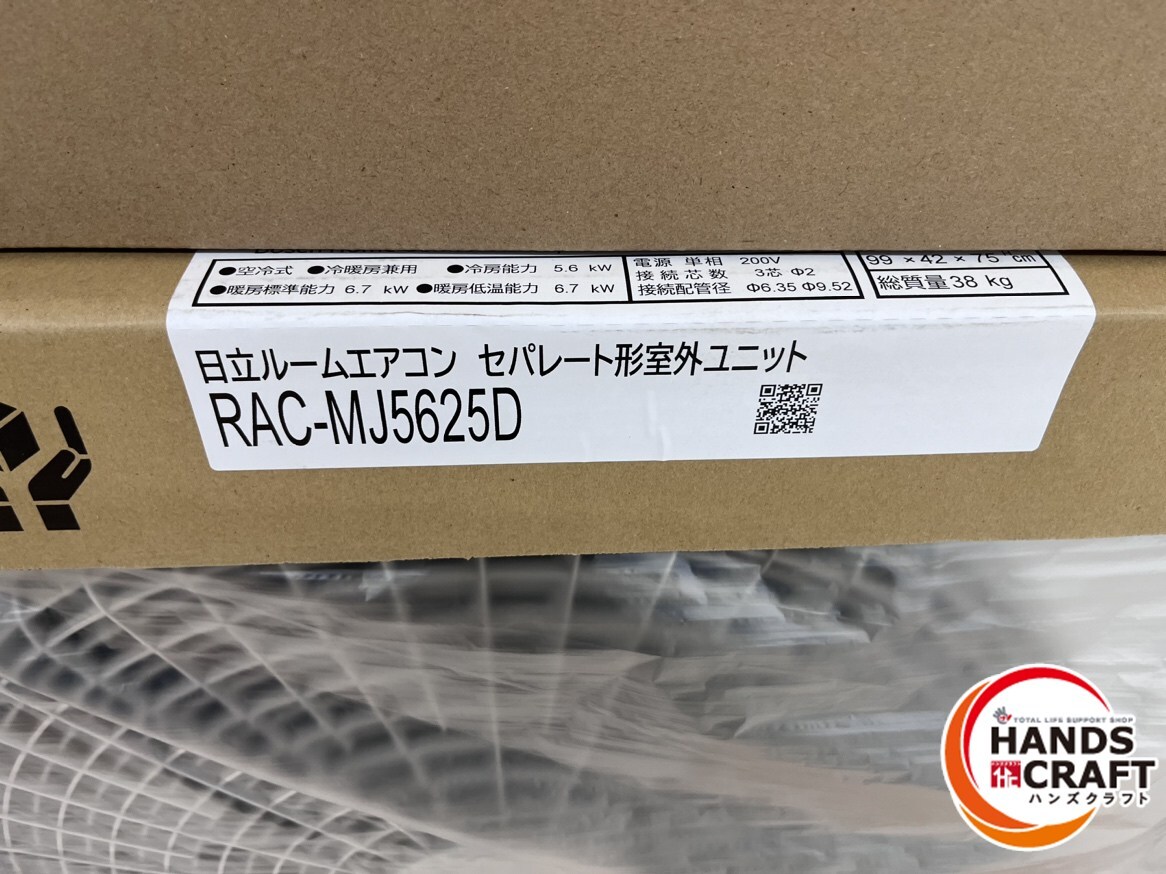 ●空冷式 ●冷暖房兼用 ●冷房能力 5.6 kW
●暖房標準能力 6.7 kW ●暖房低温能力 6.7 kW
電源 単相 200V
接続芯数 3芯 Φ2
接続配管径 Φ6.35 Φ9.52
99 × 42 × 75 cm
総質量 38 kg
日立ルームエアコン セパレート形室外ユニット
RAC-MJ5625D
TOTAL LIFE SUPPORT SHOP
HANDS
CRAFT
ハンズクラフト